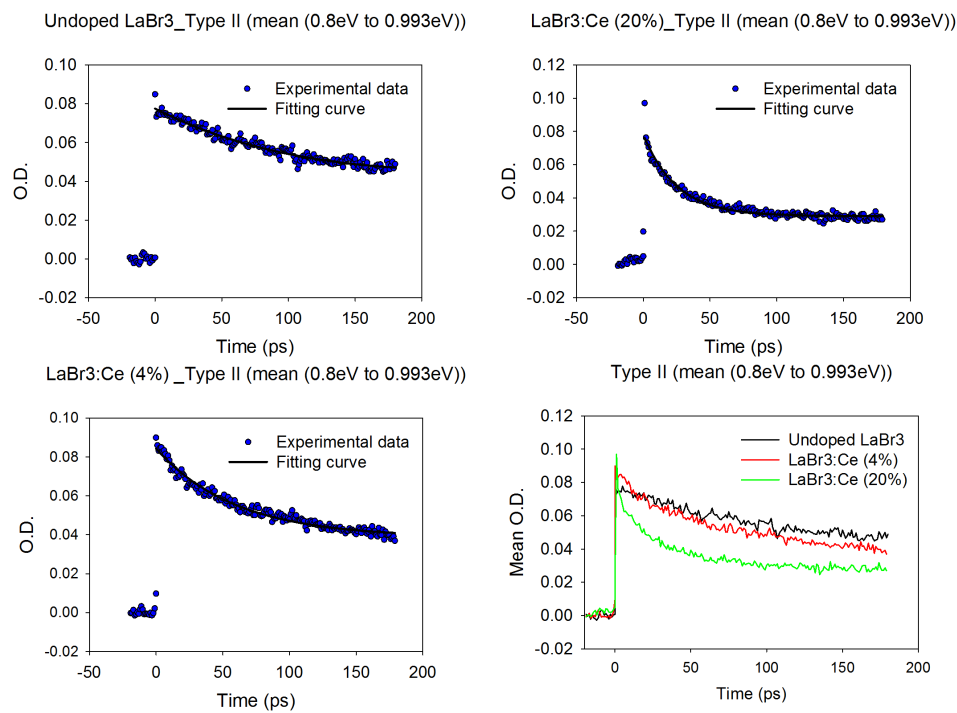 Undoped LaBr3_Type II (mean (0.8eV to 0.993eV))
0.10
0.08
0.06
0.04
0.02
0.00
-0.02
O.D.
Experimental data
Fitting curve
-50
0
50
100
150
200
Time (ps)
LaBr3:Ce (20%)_Type II (mean (0.8eV to 0.993eV))
0.12
0.10
0.08
0.06
0.04
0.02
0.00
-0.02
O.D.
Experimental data
Fitting curve
-50
0
50
100
150
200
Time (ps)
LaBr3:Ce (4%) _Type II (mean (0.8eV to 0.993eV))
0.10
0.08
0.06
0.04
0.02
0.00
-0.02
O.D.
Experimental data
Fitting curve
-50
0
50
100
150
200
Time (ps)
Type II (mean (0.8eV to 0.993eV))
0.12
0.10
0.08
0.06
0.04
0.02
0.00
-0.02
Mean O.D.
Undoped LaBr3
LaBr3:Ce (4%)
LaBr3:Ce (20%)
0
50
100
150
200
Time (ps)